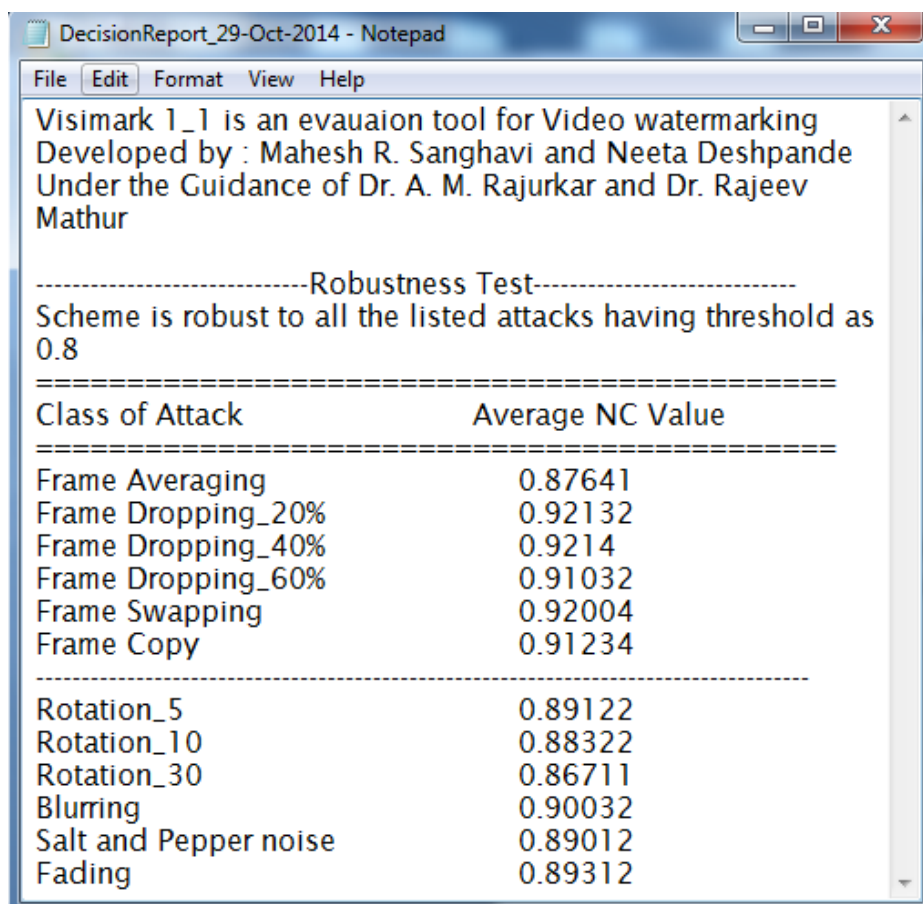 DecisionReport_29-Oct-2014 - Notepad
File Edit Format View Help
Visimark 1_1 is an evauaion tool for Video watermarking
Developed by : Mahesh R. Sanghavi and Neeta Deshpande
Under the Guidance of Dr. A. M. Rajurkar and Dr. Rajeev
Mathur
------------------------------Robustness Test-----------------------------
Scheme is robust to all the listed attacks having threshold as
0.8
============================================
Class of Attack Average NC Value
============================================
Frame Averaging 0.87641
Frame Dropping_20% 0.92132
Frame Dropping_40% 0.9214
Frame Dropping_60% 0.91032
Frame Swapping 0.92004
Frame Copy 0.91234
-------------------------------------------------------------------------------------
Rotation_5 0.89122
Rotation_10 0.88322
Rotation_30 0.86711
Blurring 0.90032
Salt and Pepper noise 0.89012
Fading 0.89312